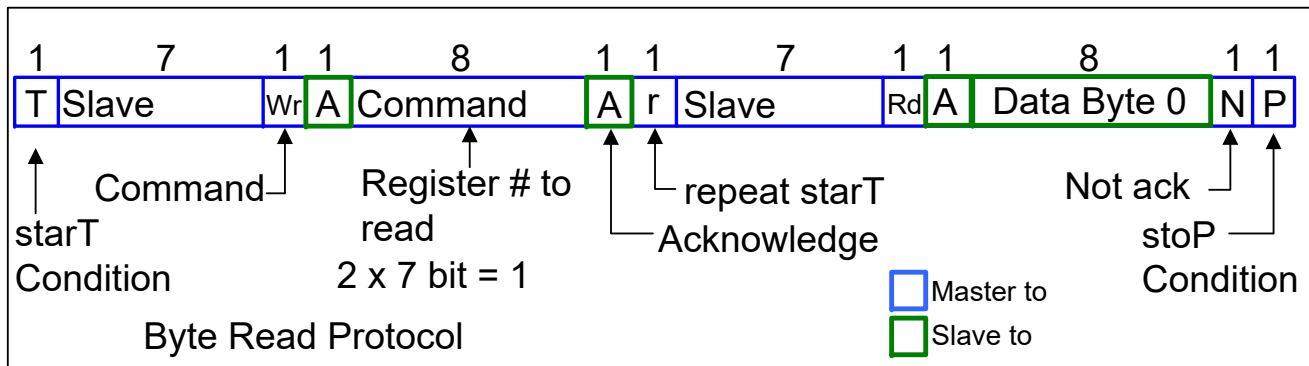 1 7 1 1 8 1 1 7 1 1 8 1 1
T Slave Wr A Command A r Slave Rd A Data Byte 0 N P
Command
Register # to
read
2 x 7 bit = 1
repeat starT
Acknowledge
Not ack
starT
Condition
stoP
Condition
Master to
Slave to
Byte Read Protocol